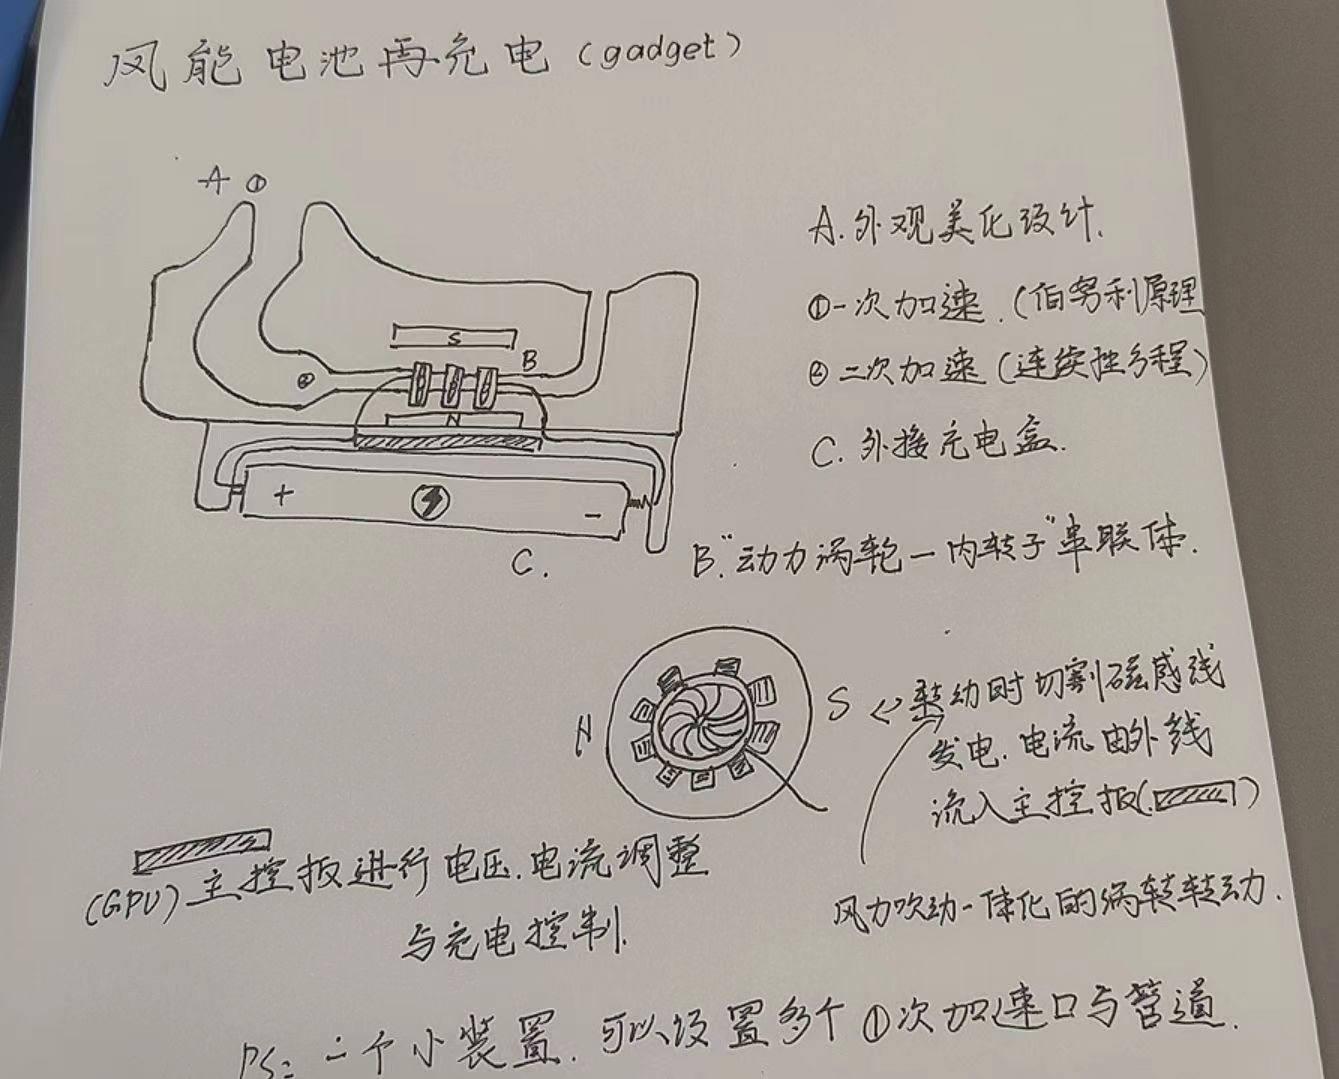 风能电池再充电（gadget）
A ①
A. 外观美化设计.
①一次加速.（伯努利原理
S
B
②
②二次加速（连续性方程）
N
C. 外接充电盒.
+ -
C.
B.“动力涡轮一内转子”串联体.
N S <-> 转动时切割磁感线
发电.电流由外线
流入主控板( )
(GPU)主控板进行电压.电流调整
与充电控制.
风力吹动一体化的涡轮转动.
PS: 一个小装置.可以设置多个①次加速口与管道.